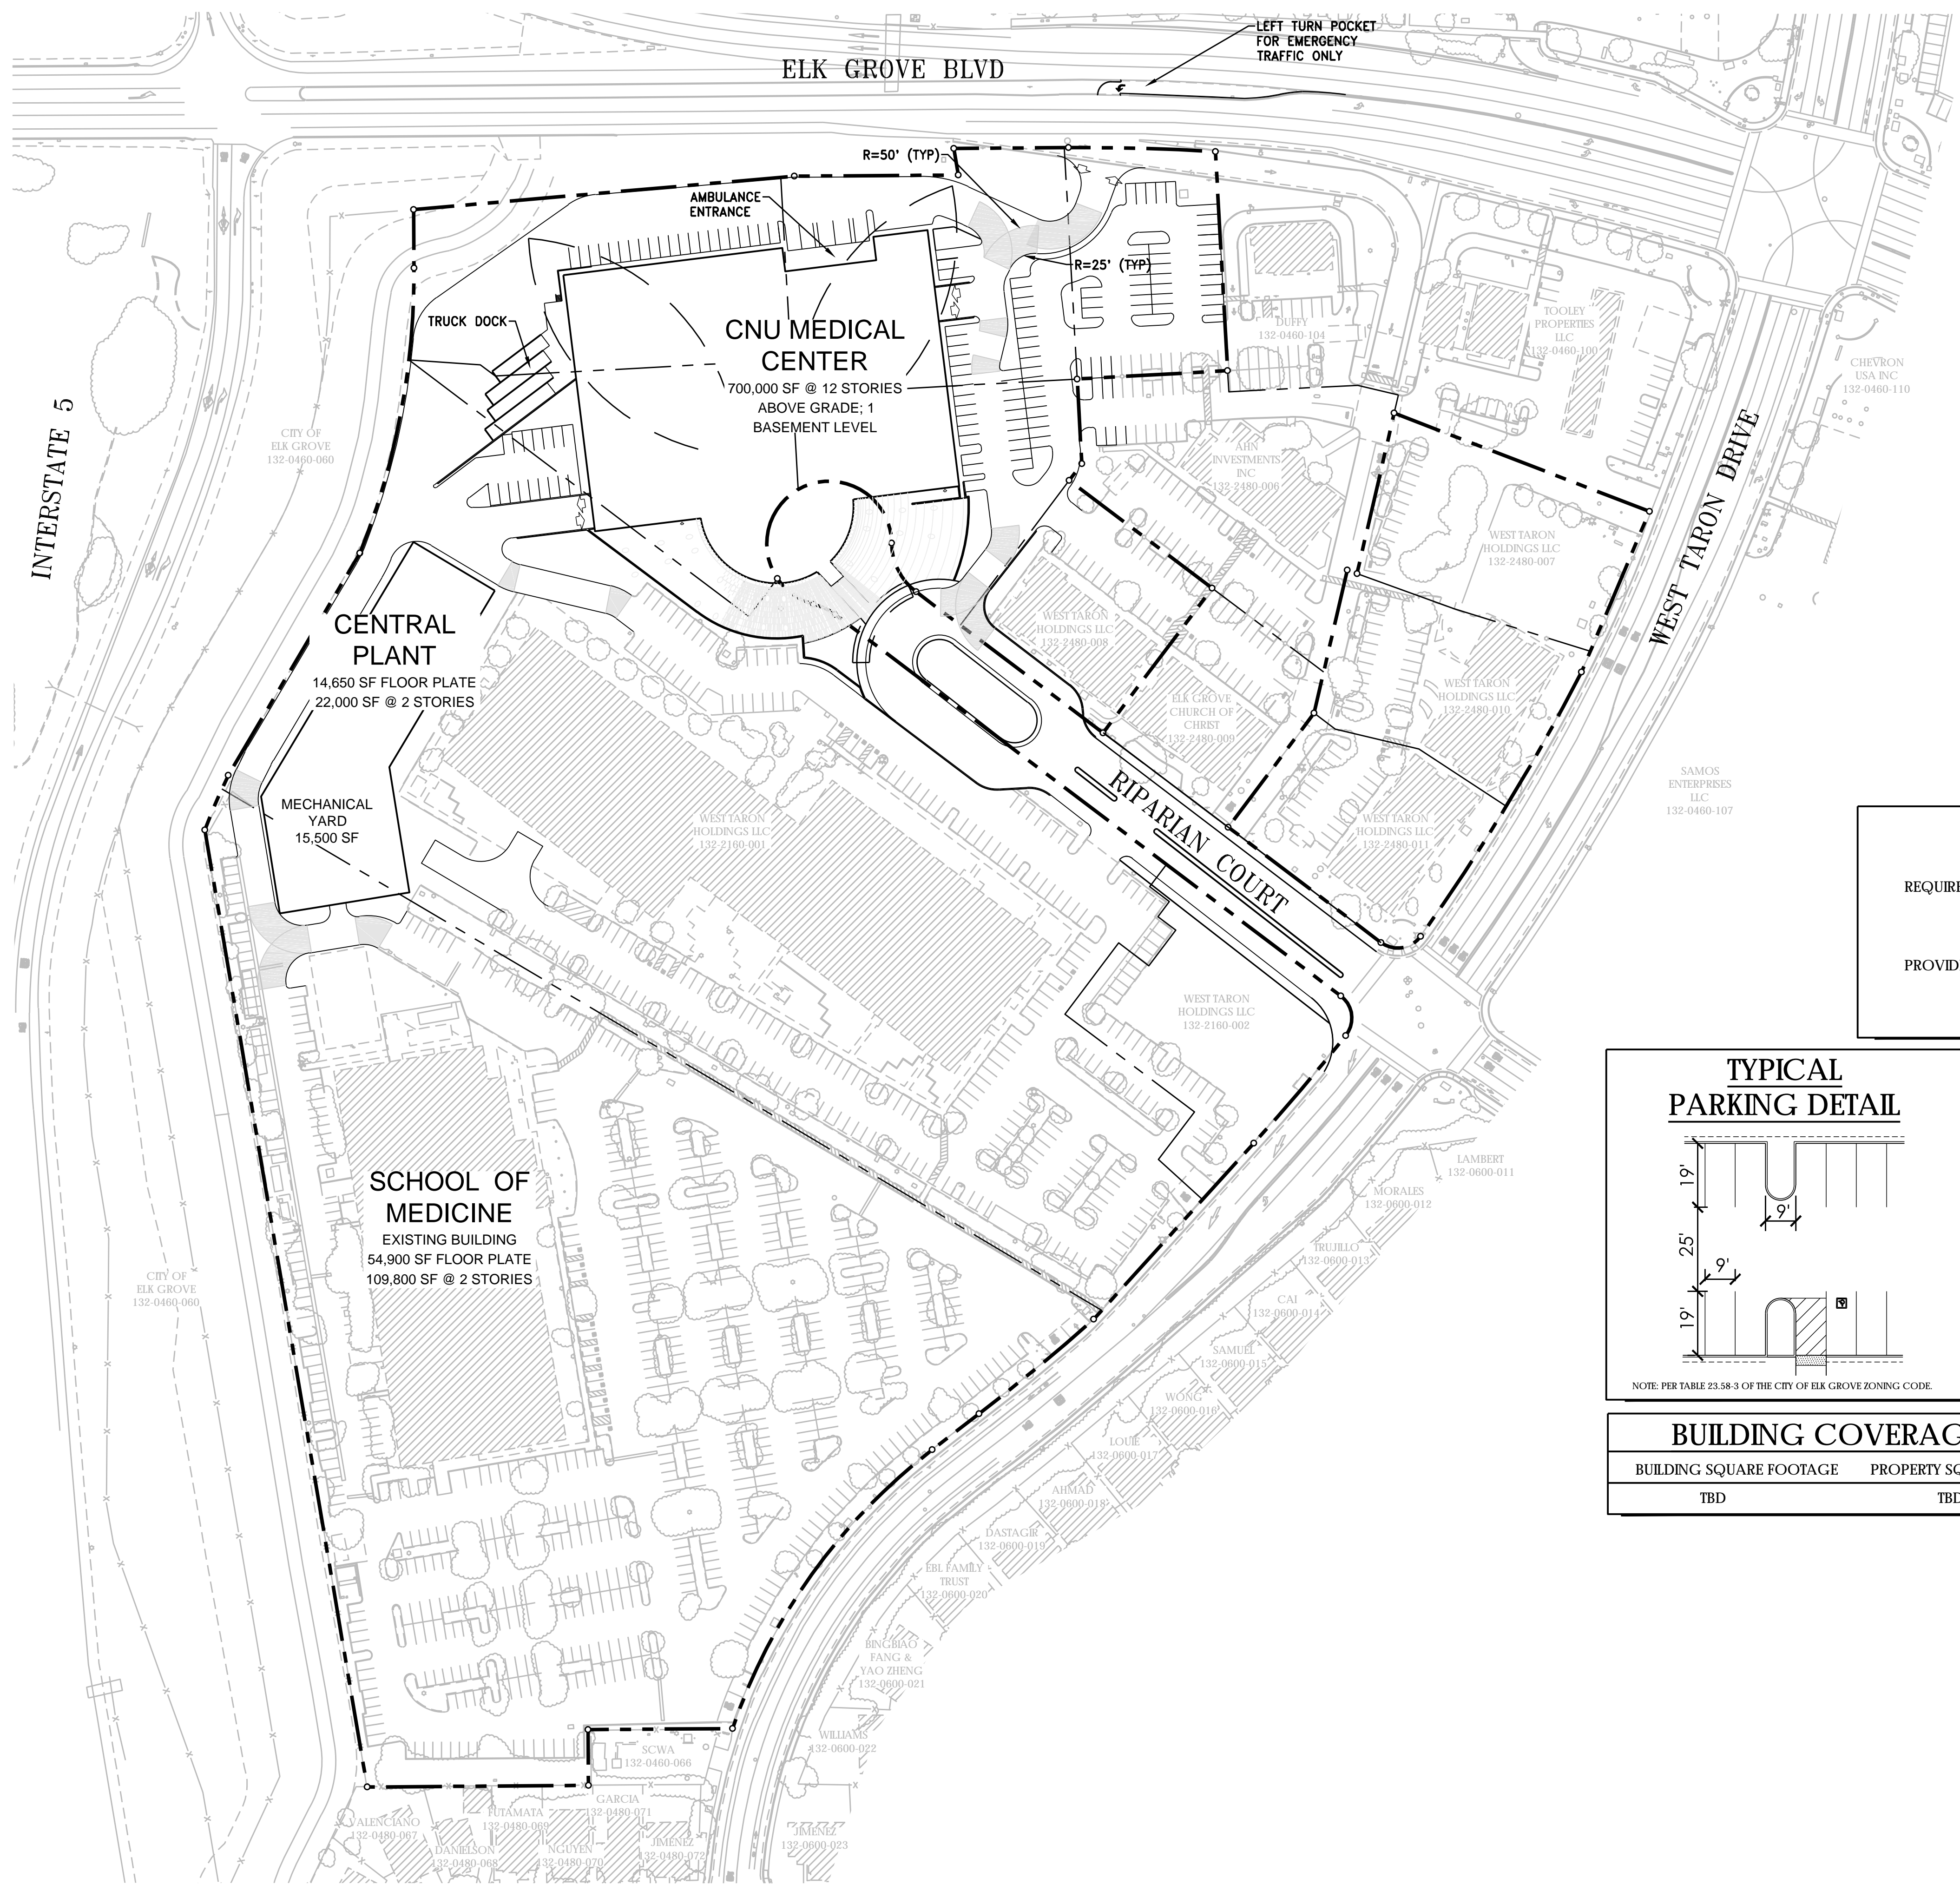 LEFT TURN POCKET
FOR EMERGENCY
TRAFFIC ONLY
ELK GROVE BLVD
R=50' (TYP)
AMBULANCE
ENTRANCE
R=25' (TYP)
TRUCK DOCK
CNU MEDICAL
CENTER
700,000 SF @ 12 STORIES
ABOVE GRADE; 1
BASEMENT LEVEL
DUFFY
132-0460-104
TOOLEY
PROPERTIES
LLC
132-0460-100
CHEVRON
USA INC
132-0460-110
INTERSTATE 5
CITY OF
ELK GROVE
132-0460-060
AHN
INVESTMENTS
INC
132-2480-006
WEST TARON
HOLDINGS LLC
132-2480-007
WEST TARON DRIVE
CENTRAL
PLANT
14,650 SF FLOOR PLATE
22,000 SF @ 2 STORIES
WEST TARON
HOLDINGS LLC
132-2480-008
WEST TARON
HOLDINGS LLC
132-2480-010
ELK GROVE
CHURCH OF
CHRIST
132-2480-009
MECHANICAL
YARD
15,500 SF
WEST TARON
HOLDINGS LLC
132-2160-001
RIPARIAN COURT
WEST TARON
HOLDINGS LLC
132-2480-011
SAMOS
ENTERPRISES
LLC
132-0460-107
REQUIRE
PROVID
WEST TARON
HOLDINGS LLC
132-2160-002
TYPICAL
PARKING DETAIL
19'
9'
25'
9'
19'
NOTE: PER TABLE 23.58-3 OF THE CITY OF ELK GROVE ZONING CODE.
BUILDING COVERAG
BUILDING SQUARE FOOTAGE PROPERTY SQ
TBD TBD
SCHOOL OF
MEDICINE
EXISTING BUILDING
54,900 SF FLOOR PLATE
109,800 SF @ 2 STORIES
CITY OF
ELK GROVE
132-0460-060
LAMBERT
132-0600-011
MORALES
132-0600-012
TRUJILLO
132-0600-013
CAI
132-0600-014
SAMUEL
132-0600-015
WONG
132-0600-016
LOUIE
132-0600-017
AHMAD
132-0600-018
DASTAGIR
132-0600-019
EBL FAMILY
TRUST
132-0600-020
BINGBIAO
FANG &
YAO ZHENG
132-0600-021
WILLIAMS
132-0600-022
SCWA
132-0460-066
GARCIA
132-0480-071
FUTAMATA
132-0480-069
VALENCIANO
132-0480-067
DANIELSON
132-0480-068
NGUYEN
132-0480-070
JIMENEZ
132-0480-072
JIMENEZ
132-0600-023